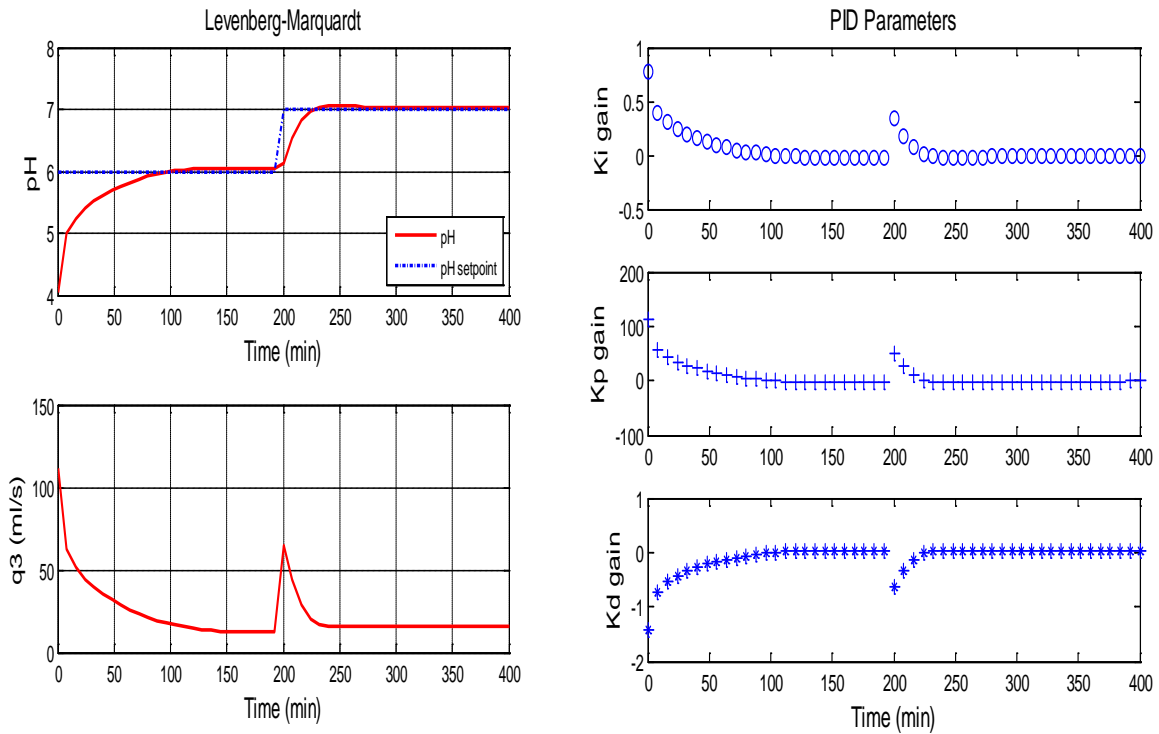 Levenberg-Marquardt
8
7
6
5
4
pH
pH
pH setpoint
0 50 100 150 200 250 300 350 400
Time (min)
150
100
50
0
q3 (ml/s)
0 50 100 150 200 250 300 350 400
Time (min)
PID Parameters
1
0.5
0
-0.5
Ki gain
0 50 100 150 200 250 300 350 400
200
100
0
-100
Kp gain
0 50 100 150 200 250 300 350 400
1
0
-1
-2
Kd gain
0 50 100 150 200 250 300 350 400
Time (min)